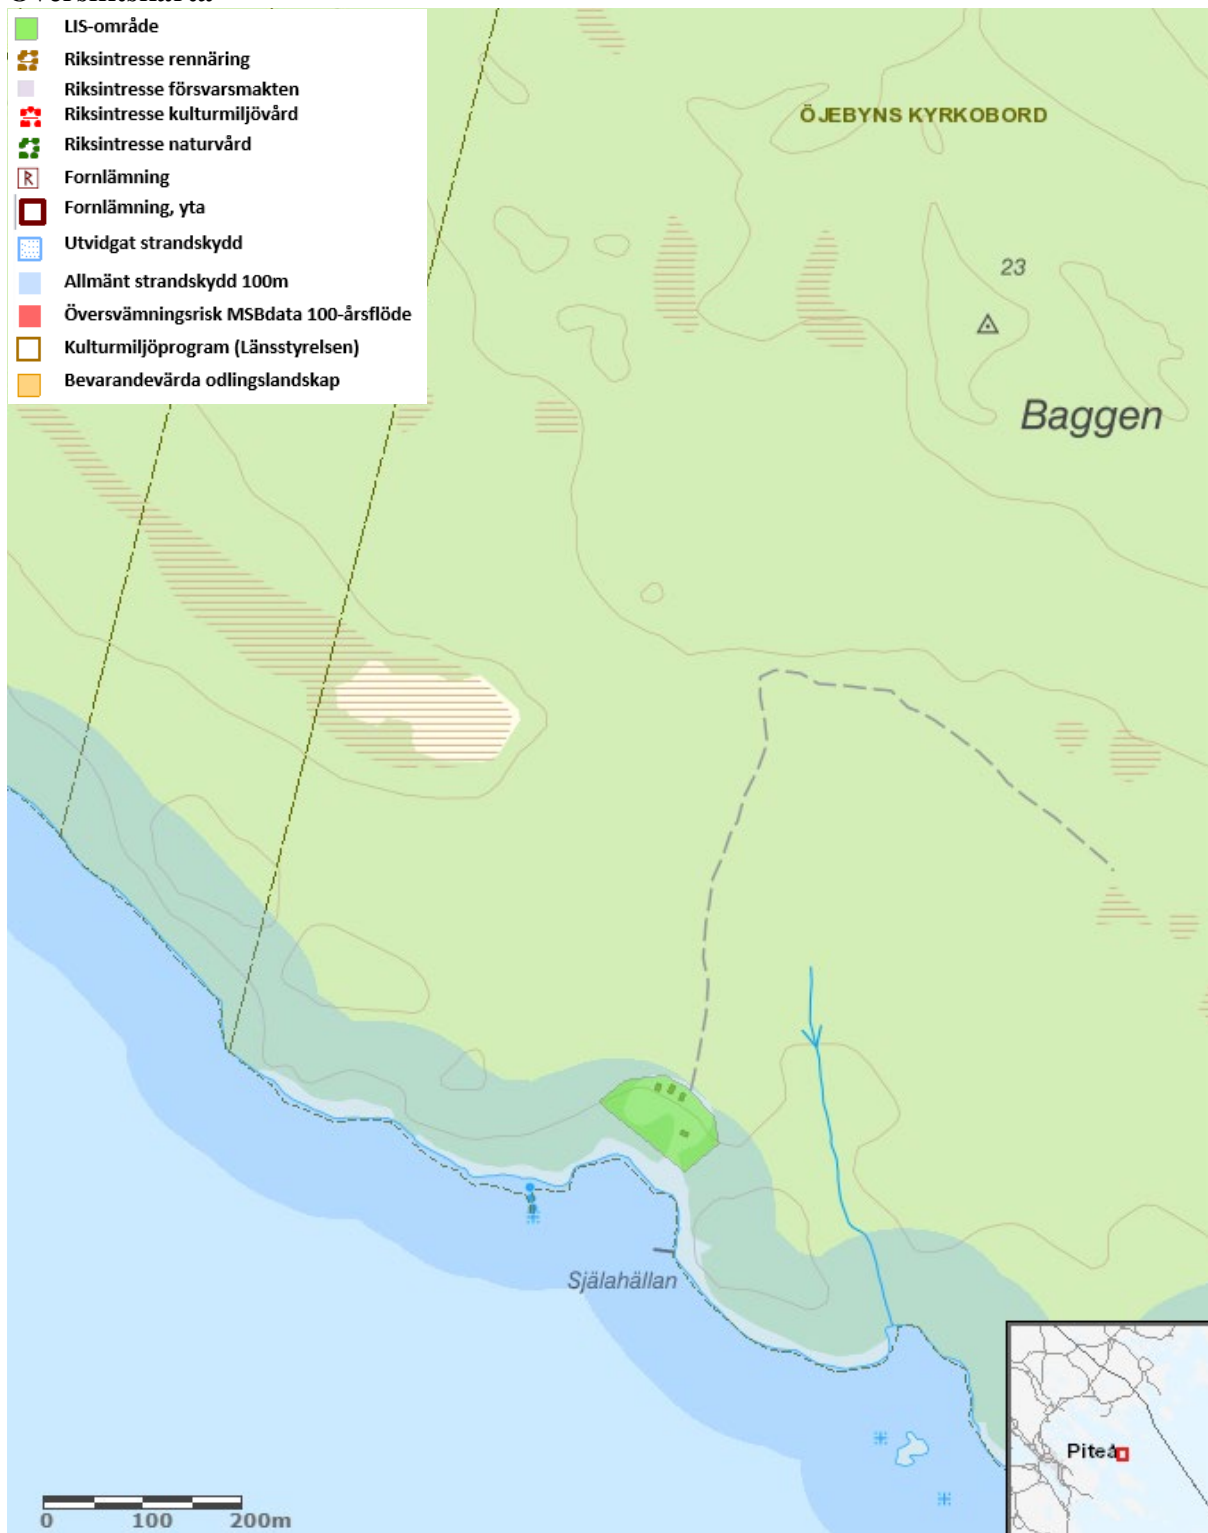 Översiktskarta
LIS-område
Riksintresse rennäring
Riksintresse försvarsmakten
Riksintresse kulturmiljövård
Riksintresse naturvård
R Fornlämning
Fornlämning, yta
Utvidgat strandskydd
Allmänt strandskydd 100m
Översvämningsrisk MSBdata 100-årsflöde
Kulturmiljöprogram (Länsstyrelsen)
Bevarandevärda odlingslandskap
ÖJEBYNS KYRKOBORD
23
Baggen
Själahällan
Piteå
0 100 200m